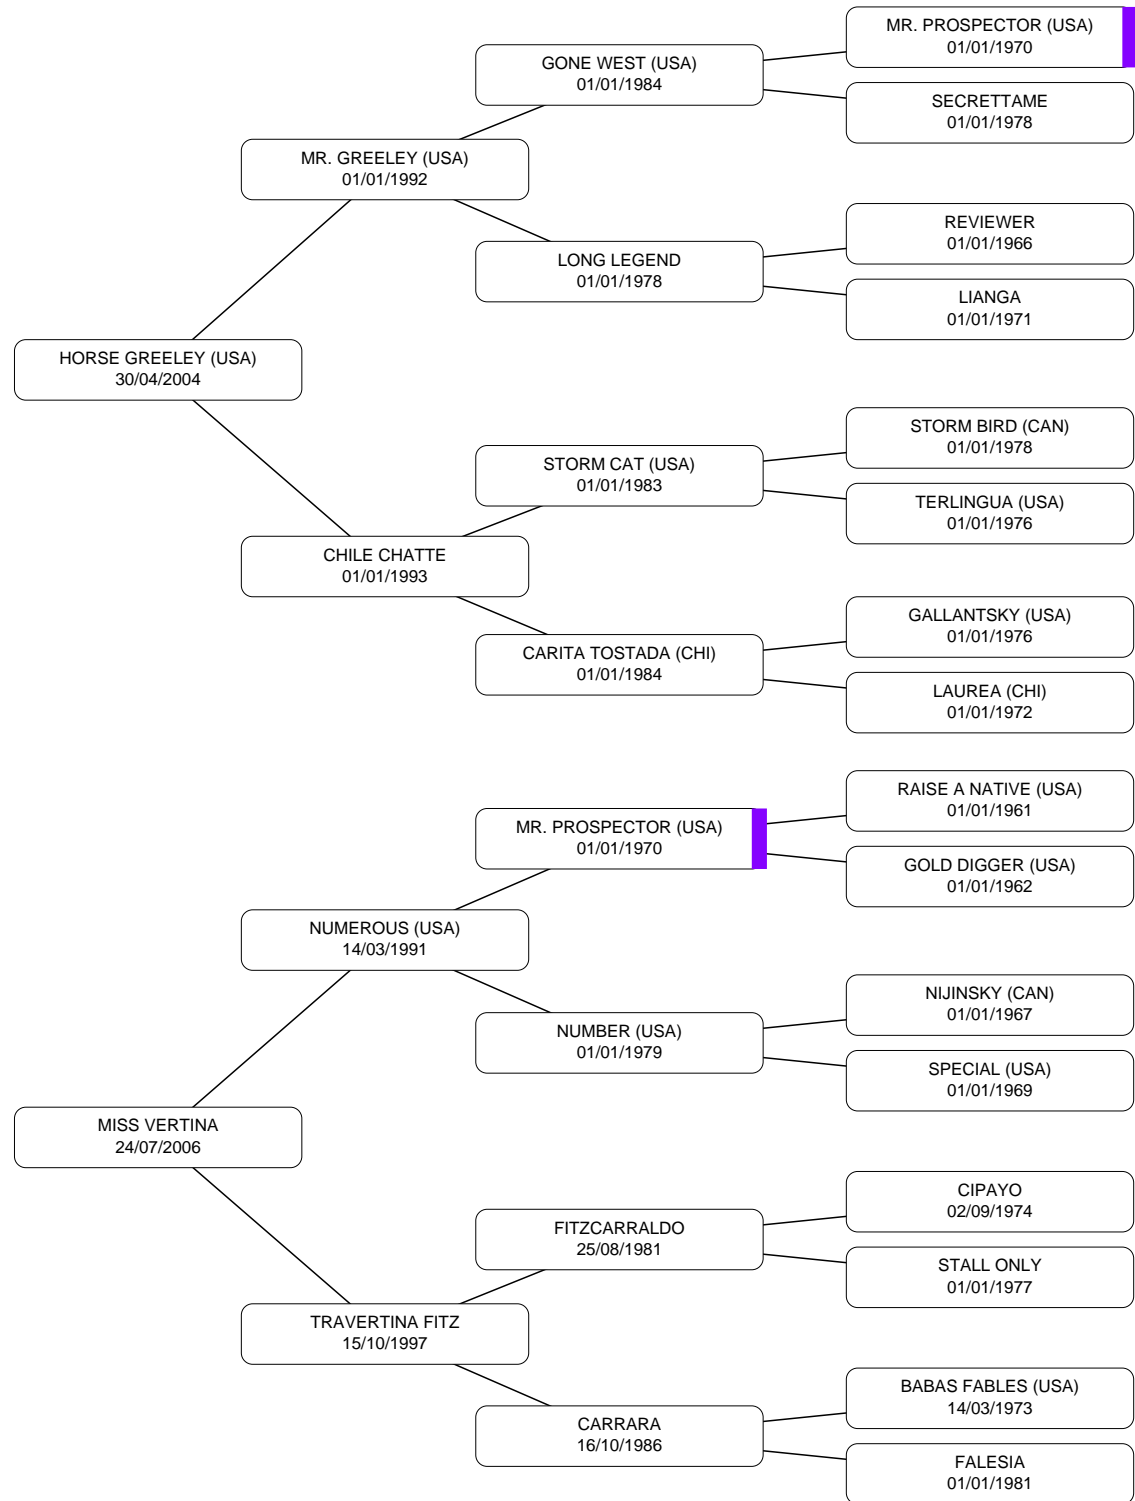 MR. PROSPECTOR (USA)
01/01/1970
GONE WEST (USA)
01/01/1984
SECRETTAME
01/01/1978
MR. GREELEY (USA)
01/01/1992
REVIEWER
01/01/1966
LONG LEGEND
01/01/1978
LIANGA
01/01/1971
HORSE GREELEY (USA)
30/04/2004
STORM BIRD (CAN)
01/01/1978
STORM CAT (USA)
01/01/1983
TERLINGUA (USA)
01/01/1976
CHILE CHATTE
01/01/1993
GALLANTSKY (USA)
01/01/1976
CARITA TOSTADA (CHI)
01/01/1984
LAUREA (CHI)
01/01/1972
RAISE A NATIVE (USA)
01/01/1961
MR. PROSPECTOR (USA)
01/01/1970
GOLD DIGGER (USA)
01/01/1962
NUMEROUS (USA)
14/03/1991
NIJINSKY (CAN)
01/01/1967
NUMBER (USA)
01/01/1979
SPECIAL (USA)
01/01/1969
MISS VERTINA
24/07/2006
CIPAYO
02/09/1974
FITZCARRALDO
25/08/1981
STALL ONLY
01/01/1977
TRAVERTINA FITZ
15/10/1997
BABAS FABLES (USA)
14/03/1973
CARRARA
16/10/1986
FALESIA
01/01/1981